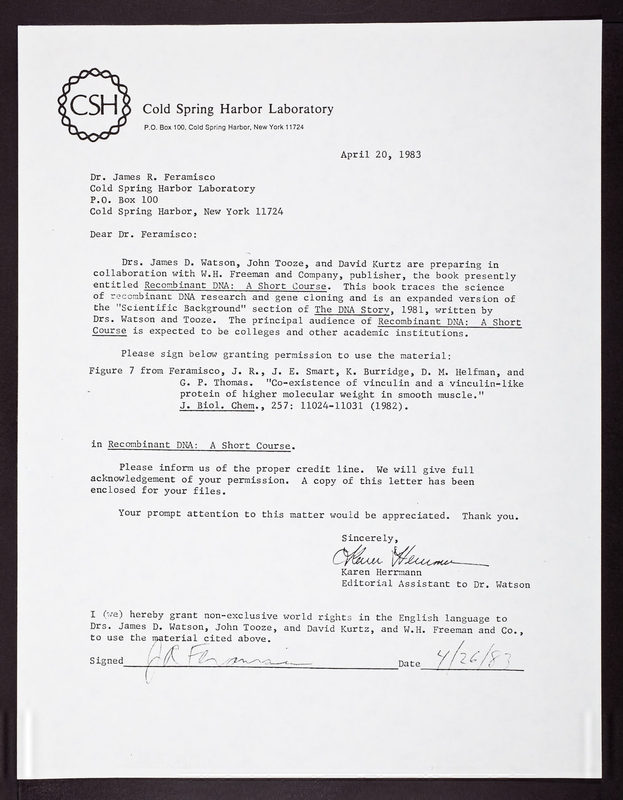 CSH
Cold Spring Harbor Laboratory
P.O. Box 100, Cold Spring Harbor, New York 11724
April 20, 1983
Dr. James R. Feramisco
Cold Spring Harbor Laboratory
P.O. Box 100
Cold Spring Harbor, New York 11724
Dear Dr. Feramisco:
Drs. James D. Watson, John Tooze, and David Kurtz are preparing in
collaboration with W.H. Freeman and Company, publisher, the book presently
entitled Recombinant DNA: A Short Course. This book traces the science
of recombinant DNA research and gene cloning and is an expanded version of
the "Scientific Background" section of The DNA Story, 1981, written by
Drs. Watson and Tooze. The principal audience of Recombinant DNA: A Short
Course is expected to be colleges and other academic institutions.
Please sign below granting permission to use the material:
Figure 7 from Feramisco, J. R., J. E. Smart, K. Burridge, D. M. Helfman, and
G. P. Thomas. "Co-existence of vinculin and a vinculin-like
protein of higher molecular weight in smooth muscle."
J. Biol. Chem., 257: 11024-11031 (1982).
in Recombinant DNA: A Short Course.
Please inform us of the proper credit line. We will give full
acknowledgement of your permission. A copy of this letter has been
enclosed for your files.
Your prompt attention to this matter would be appreciated. Thank you.
Sincerely,
Karen Herrmann
Karen Herrmann
Editorial Assistant to Dr. Watson
I (we) hereby grant non-exclusive world rights in the English language to
Drs. James D. Watson, John Tooze, and David Kurtz, and W.H. Freeman and Co.,
to use the material cited above.
Signed JR Feramisco Date 4/26/83